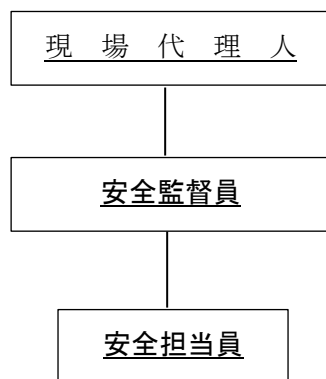 現　場　代　理　人
安全監督員
安全担当員